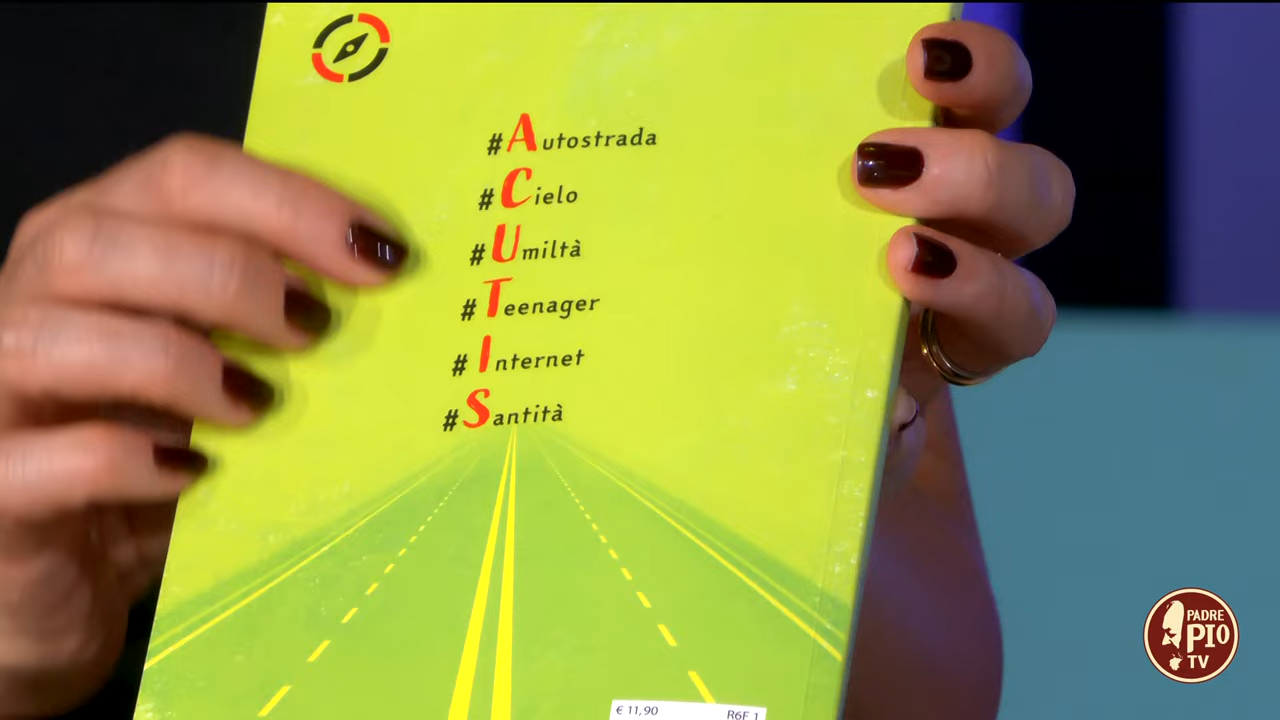 #Autostrada
#Cielo
#Umiltà
#Teenager
#Internet
#Santità
€ 11,90 R6F 1
PADRE
PIO
TV